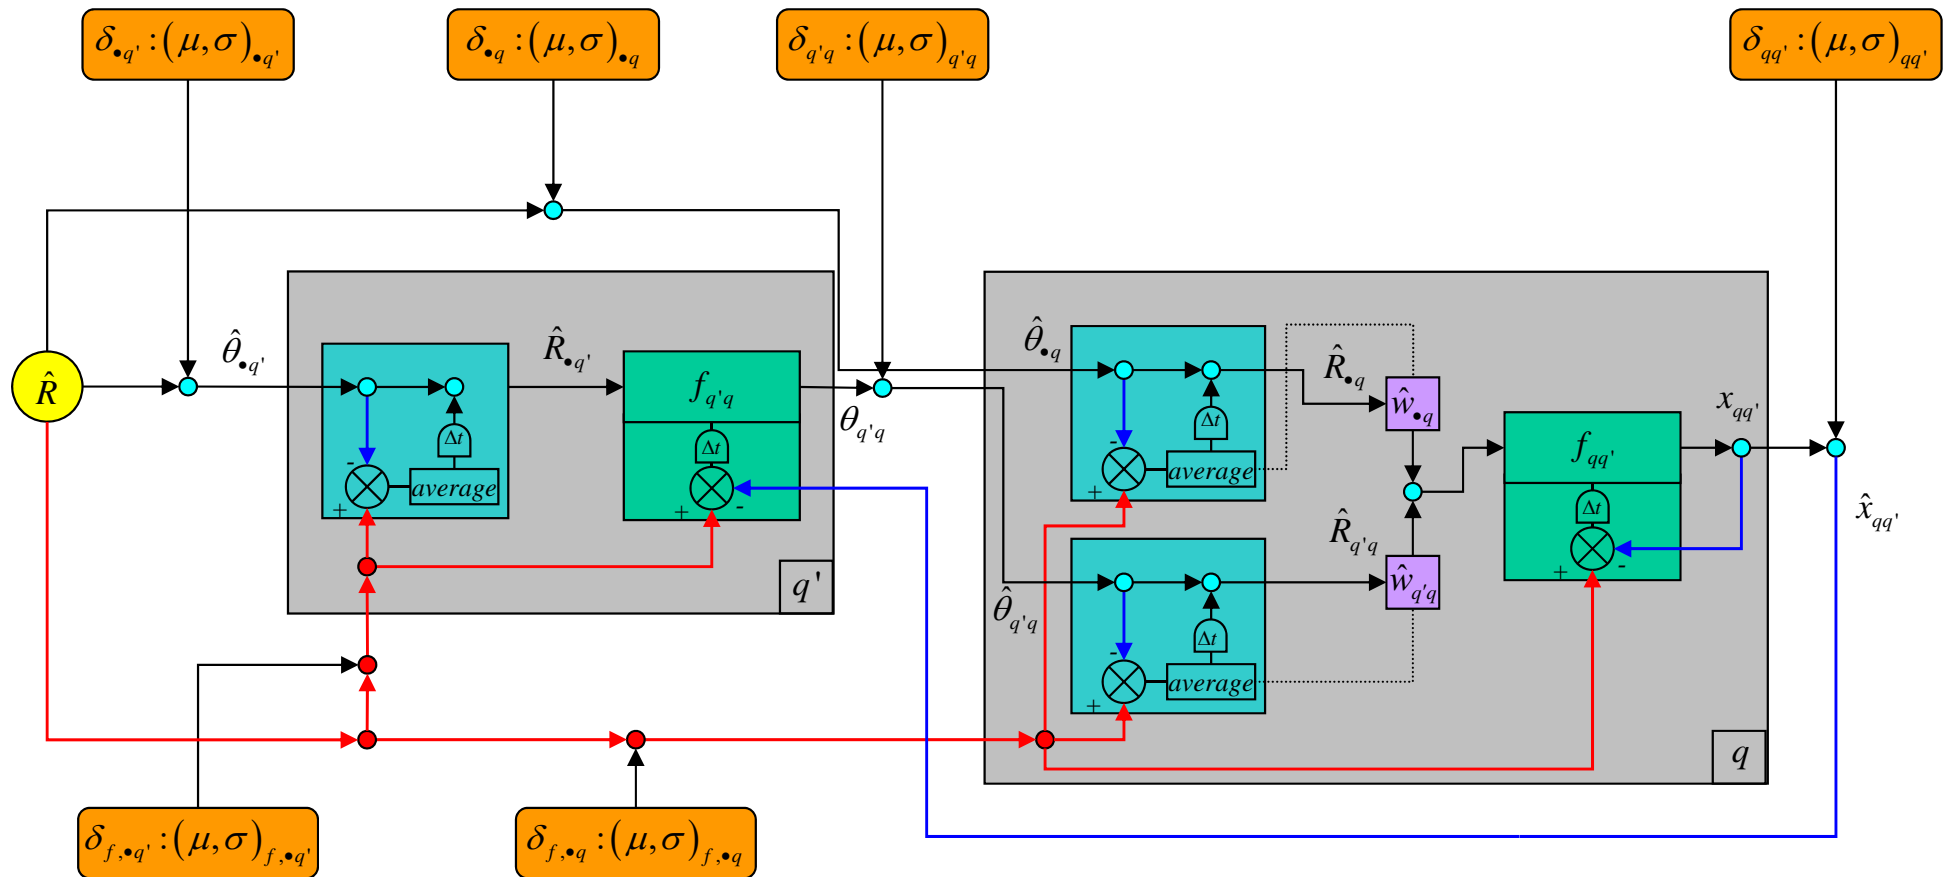 δ•q' : (μ, σ)•q'
δ•q : (μ, σ)•q
δq'q : (μ, σ)q'q
δqq' : (μ, σ)qq'
R̂
θ̂•q'
R̂•q'
fq'q
θq'q
Δt
average
-
+
Δt
+
-
q'
θ̂•q
Δt
average
-
+
R̂•q
ŵ•q
θ̂q'q
Δt
average
-
+
R̂q'q
ŵq'q
fqq'
Δt
+
-
xqq'
x̂qq'
q
δf,•q' : (μ, σ)f,•q'
δf,•q : (μ, σ)f,•q